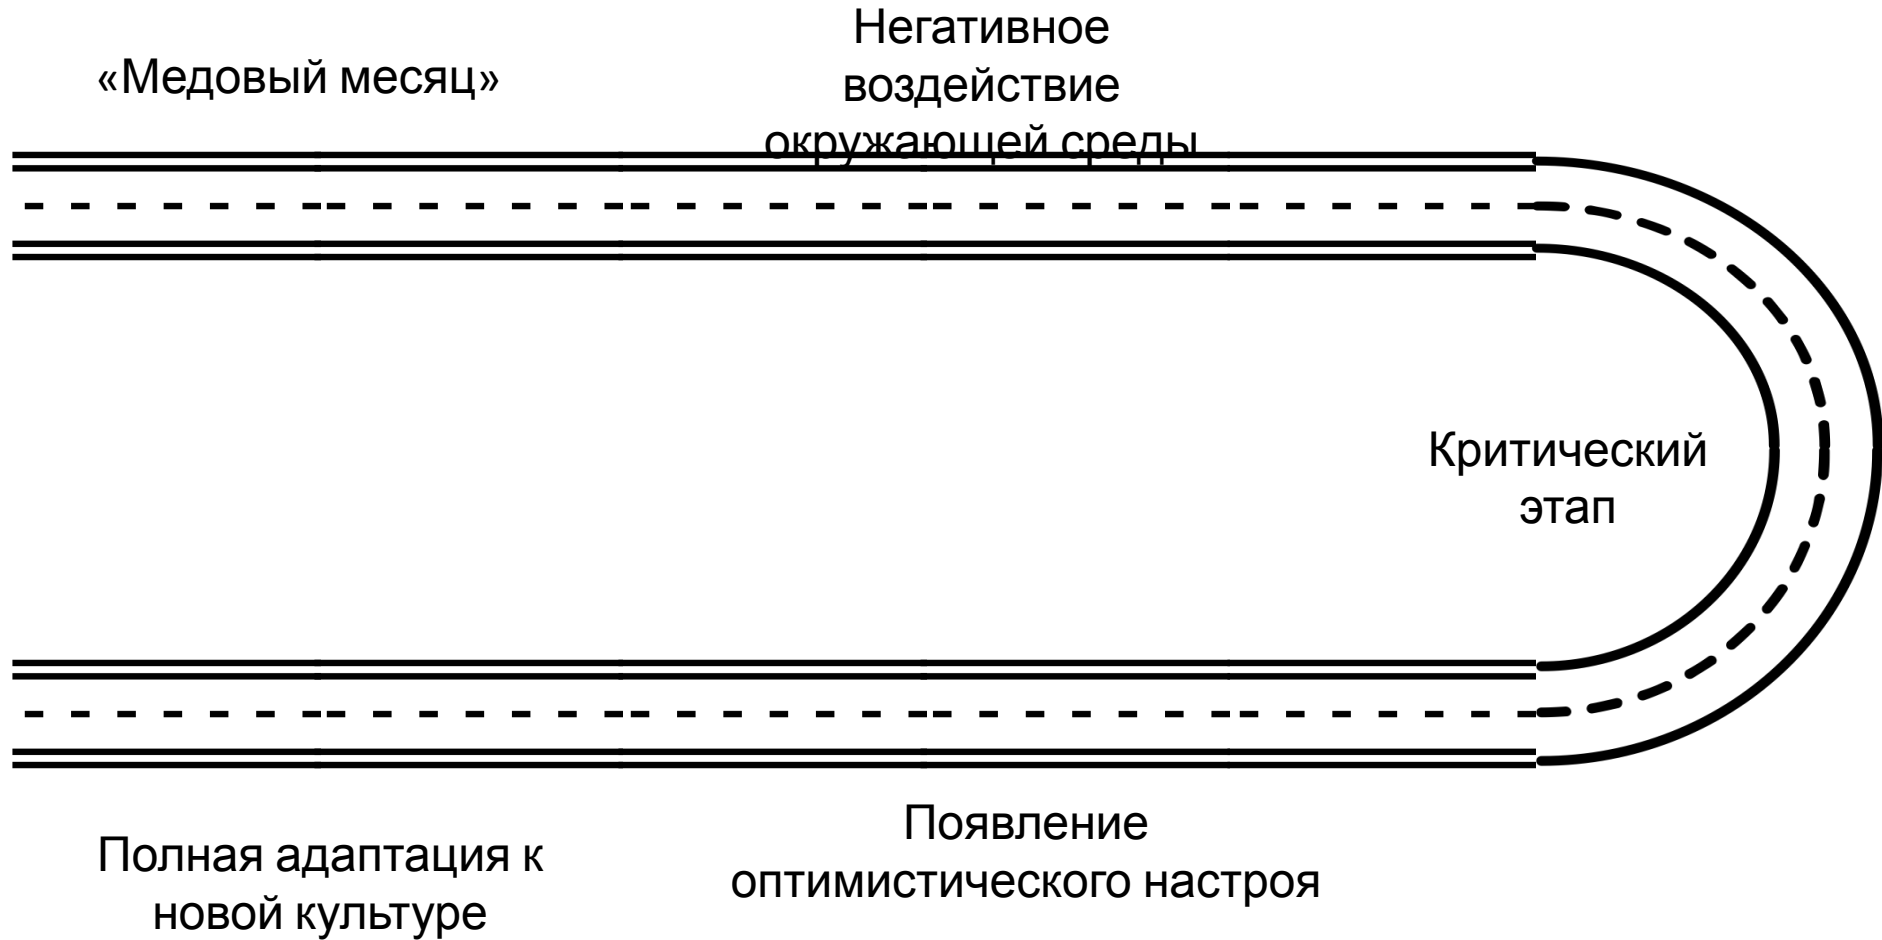 «Медовый месяц»
Негативное
воздействие
окружающей среды
Критический
этап
Полная адаптация к
новой культуре
Появление
оптимистического настроя